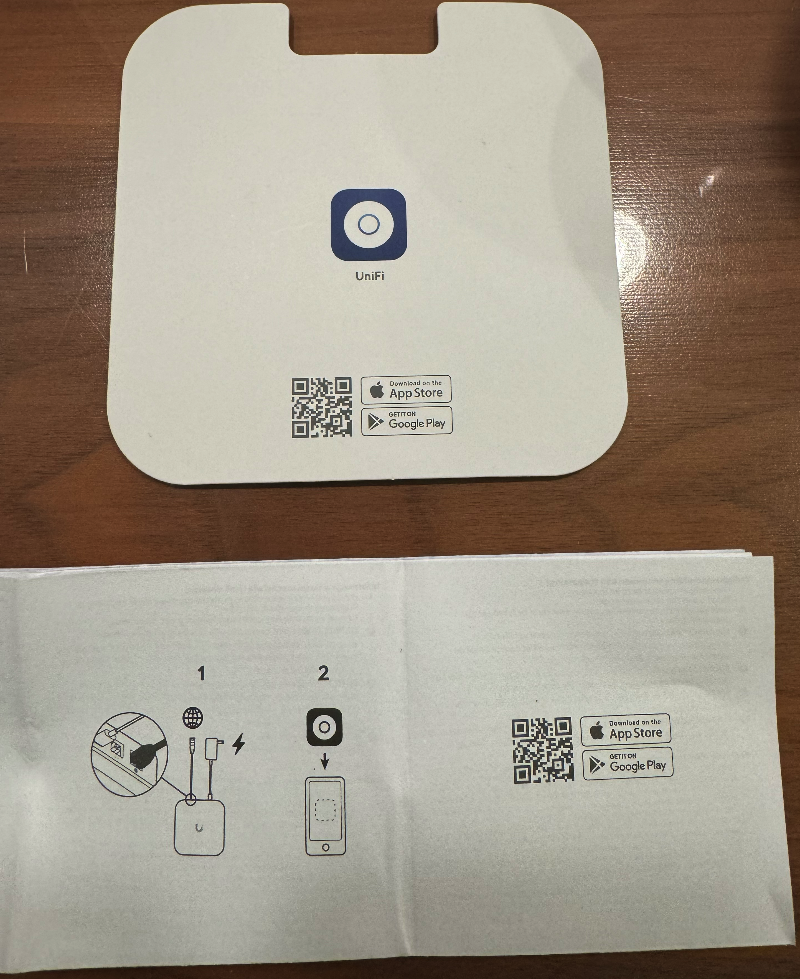 UniFi
Download on the
App Store
GET IT ON
Google Play
1
2
Download on the
App Store
GET IT ON
Google Play